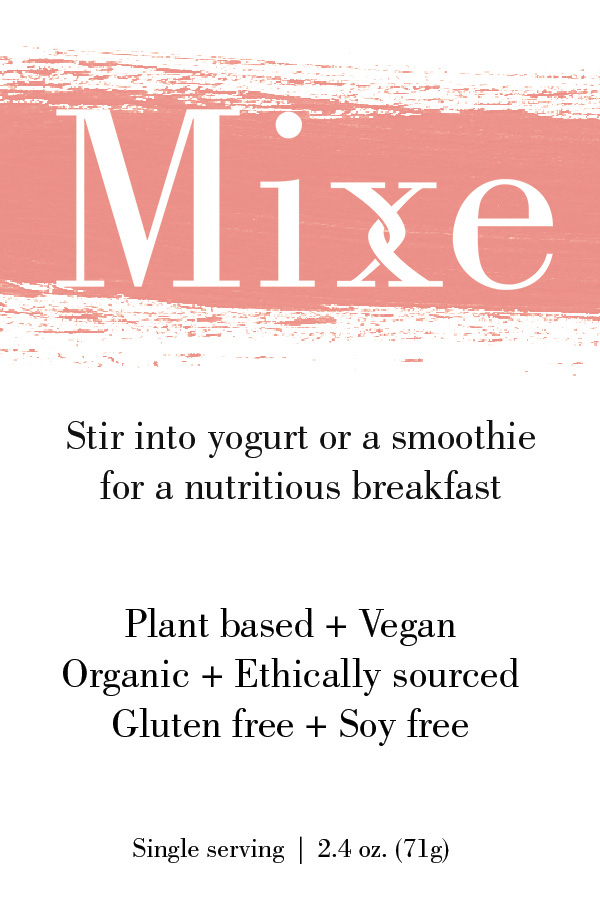 Mixe
Stir into yogurt or a smoothie
for a nutritious breakfast
Plant based + Vegan
Organic + Ethically sourced
Gluten free + Soy free
Single serving | 2.4 oz. (71g)